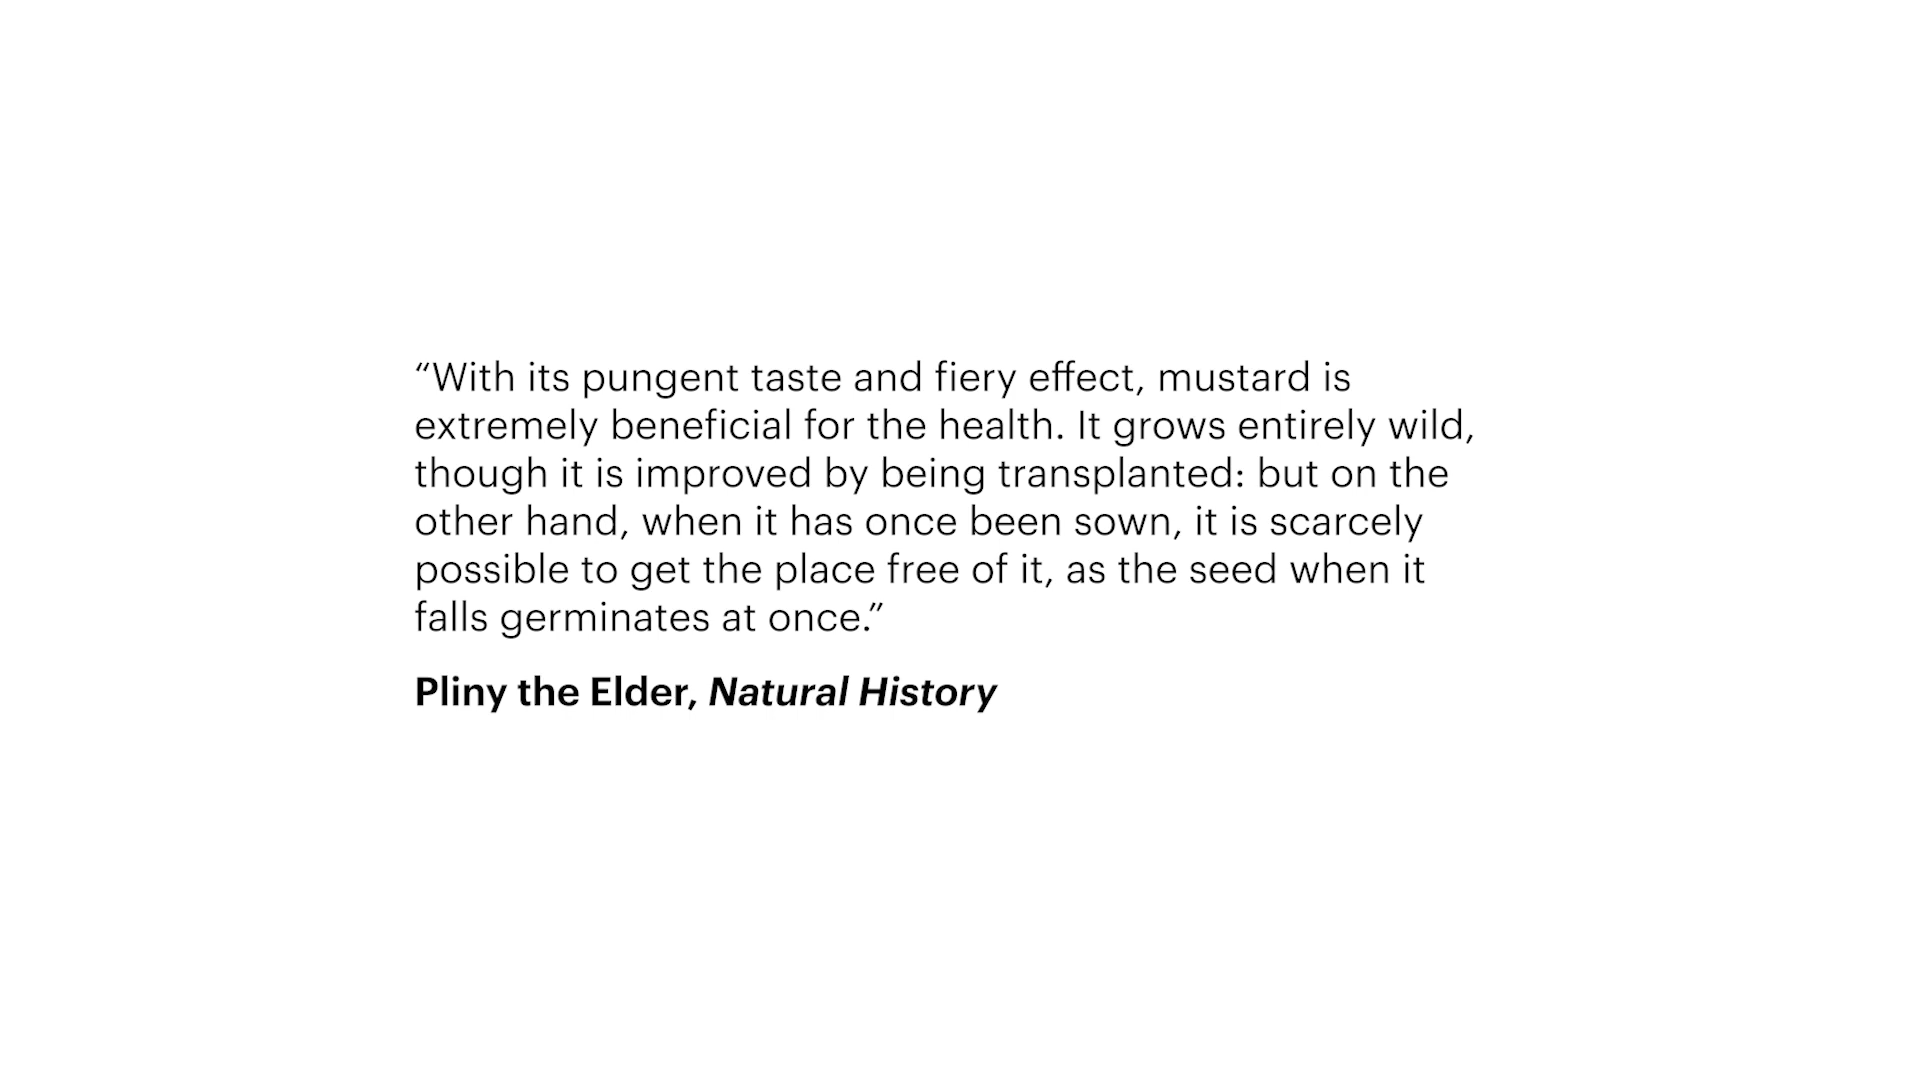 “With its pungent taste and fiery effect, mustard is
extremely beneficial for the health. It grows entirely wild,
though it is improved by being transplanted: but on the
other hand, when it has once been sown, it is scarcely
possible to get the place free of it, as the seed when it
falls germinates at once.”
Pliny the Elder, Natural History